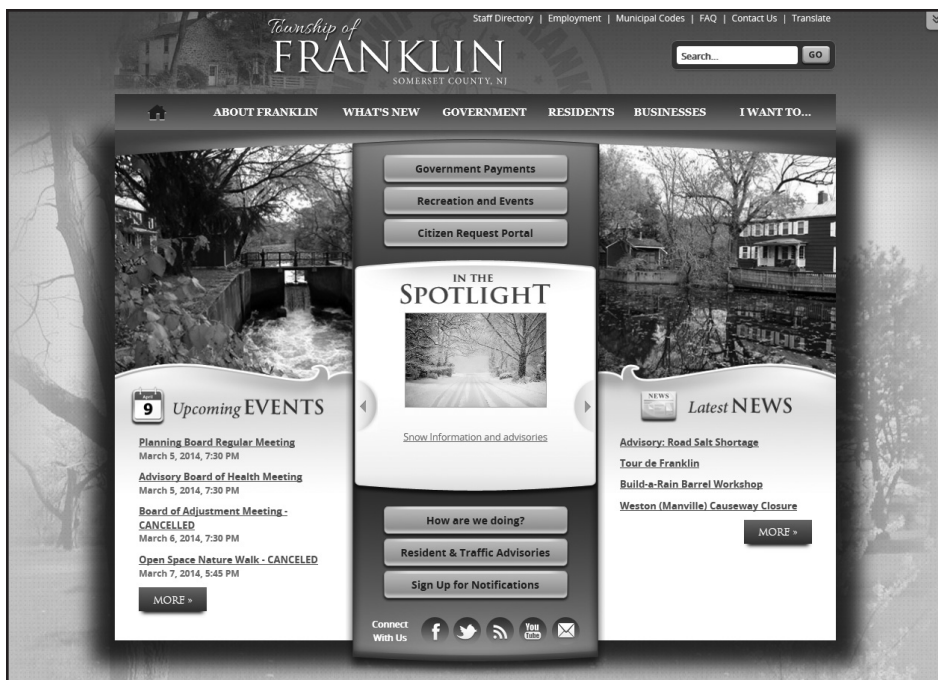 Staff Directory | Employment | Municipal Codes | FAQ | Contact Us | Translate
Township of
FRANKLIN
SOMERSET COUNTY, NJ
Search...
GO
ABOUT FRANKLIN WHAT'S NEW GOVERNMENT RESIDENTS BUSINESSES I WANT TO...
Government Payments
Recreation and Events
Citizen Request Portal
IN THE
SPOTLIGHT
Snow Information and advisories
April
9
Upcoming EVENTS
Planning Board Regular Meeting
March 5, 2014, 7:30 PM
Advisory Board of Health Meeting
March 5, 2014, 7:30 PM
Board of Adjustment Meeting -
CANCELLED
March 6, 2014, 7:30 PM
Open Space Nature Walk - CANCELED
March 7, 2014, 5:45 PM
MORE »
NEWS
Latest NEWS
Advisory: Road Salt Shortage
Tour de Franklin
Build-a-Rain Barrel Workshop
Weston (Manville) Causeway Closure
MORE »
How are we doing?
Resident & Traffic Advisories
Sign Up for Notifications
Connect
With Us
You
Tube